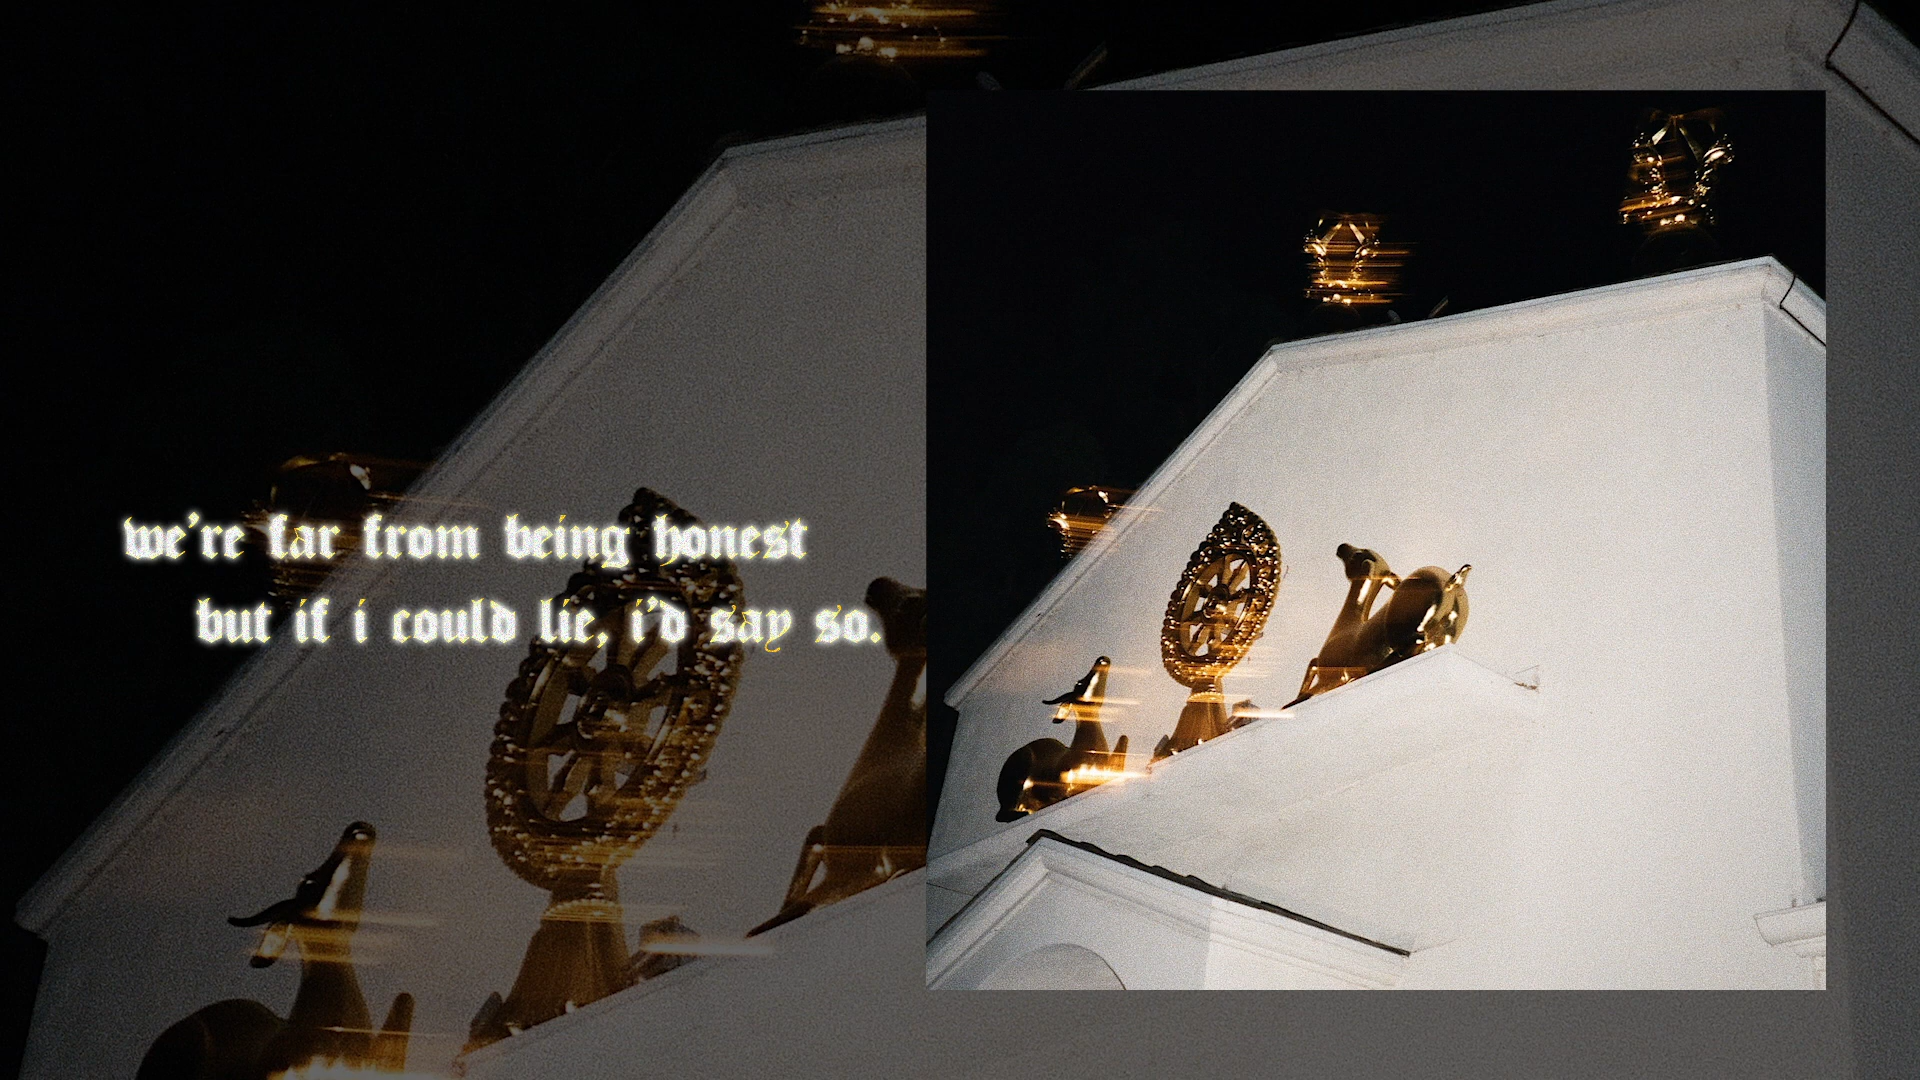 we're far from being honest
but if i could lie, i'd say so.